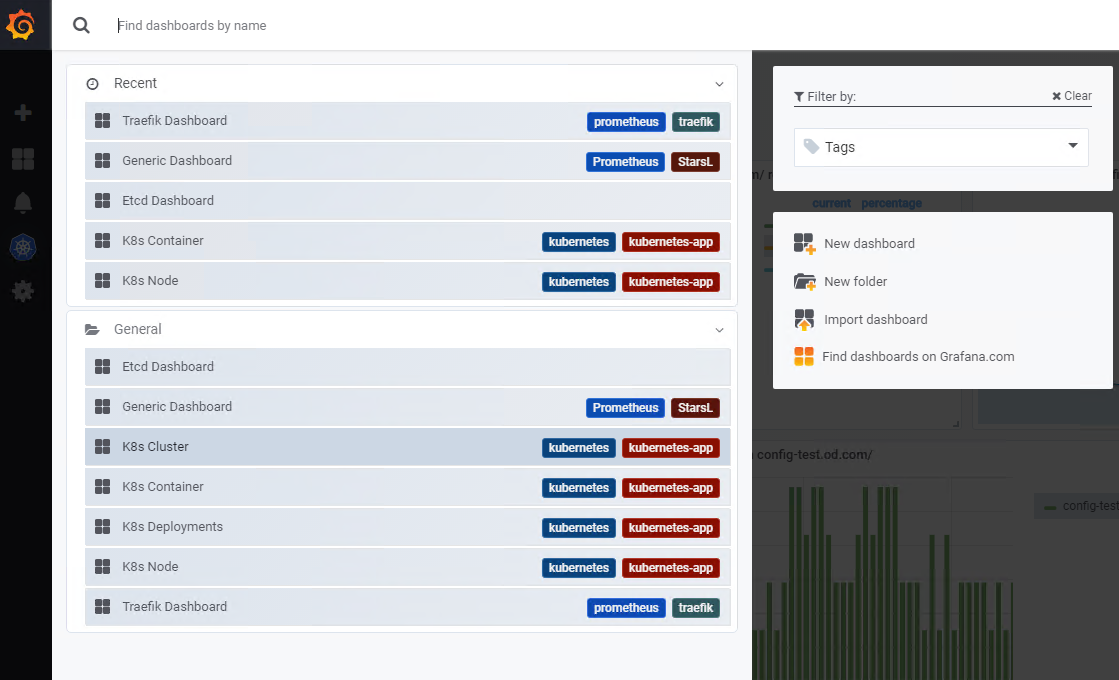 Find dashboards by name
Recent
Traefik Dashboard prometheus traefik
Generic Dashboard Prometheus StarsL
Etcd Dashboard
K8s Container kubernetes kubernetes-app
K8s Node kubernetes kubernetes-app
General
Etcd Dashboard
Generic Dashboard Prometheus StarsL
K8s Cluster kubernetes kubernetes-app
K8s Container kubernetes kubernetes-app
K8s Deployments kubernetes kubernetes-app
K8s Node kubernetes kubernetes-app
Traefik Dashboard prometheus traefik
Filter by: Clear
Tags
current percentage
New dashboard
New folder
Import dashboard
Find dashboards on Grafana.com
config-test.od.com/
config-test